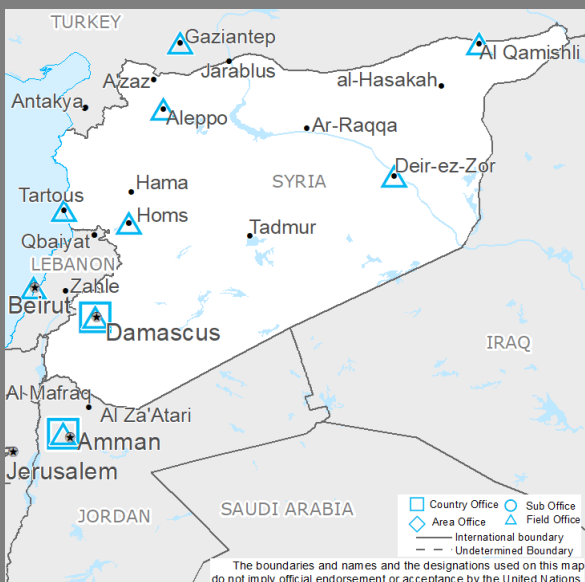 TURKEY
Gaziantep
Al Qamishli
Jarablus
A'zaz
al-Hasakah
Antakya
Aleppo
Ar-Raqqa
Deir-ez-Zor
Hama
SYRIA
Tartous
Homs
Tadmur
Qbaiyat
LEBANON
Zahle
Beirut
Damascus
IRAQ
Al-Mafraq
Al Za'Atari
Amman
Jerusalem
JORDAN
SAUDI ARABIA
Country Office Sub Office
Area Office Field Office
International boundary
Undetermined Boundary
The boundaries and names and the designations used on this map
do not imply official endorsement or acceptance by the United Nations